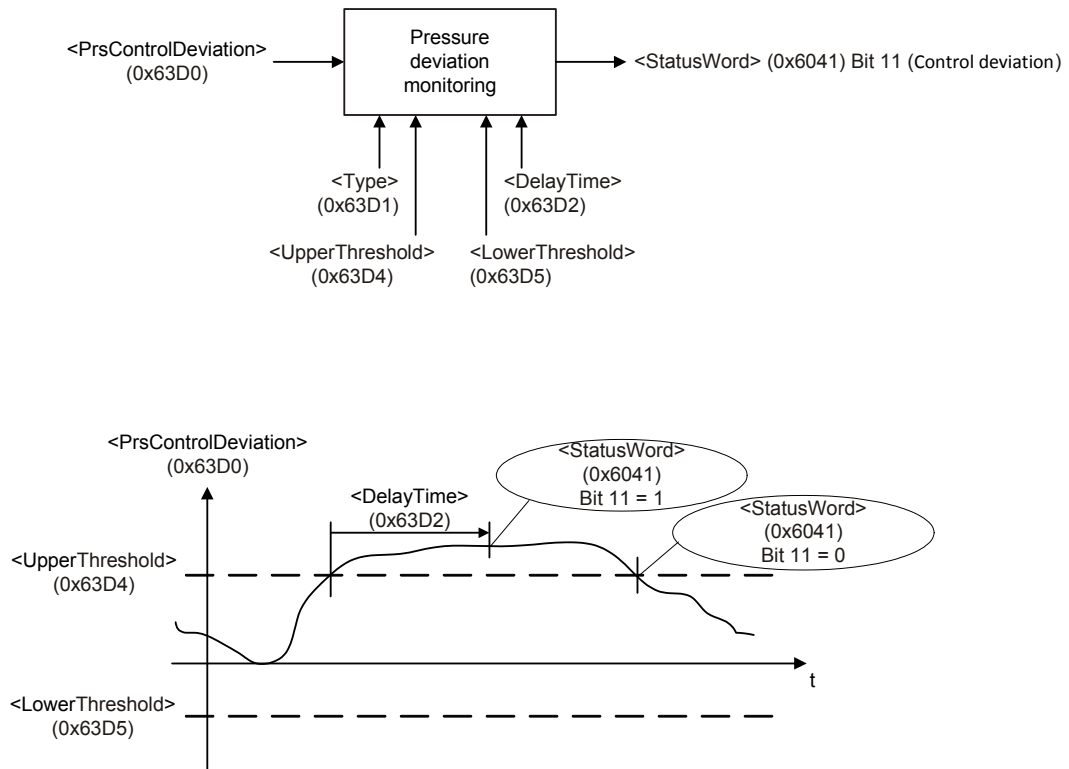 <PrsControlDeviation>
(0x63D0)
Pressure
deviation
monitoring
<StatusWord> (0x6041) Bit 11 (Control deviation)
<Type>
(0x63D1)
<DelayTime>
(0x63D2)
<UpperThreshold>
(0x63D4)
<LowerThreshold>
(0x63D5)
<PrsControlDeviation>
(0x63D0)
<DelayTime>
(0x63D2)
<StatusWord>
(0x6041)
Bit 11 = 1
<StatusWord>
(0x6041)
Bit 11 = 0
<UpperThreshold>
(0x63D4)
t
<LowerThreshold>
(0x63D5)